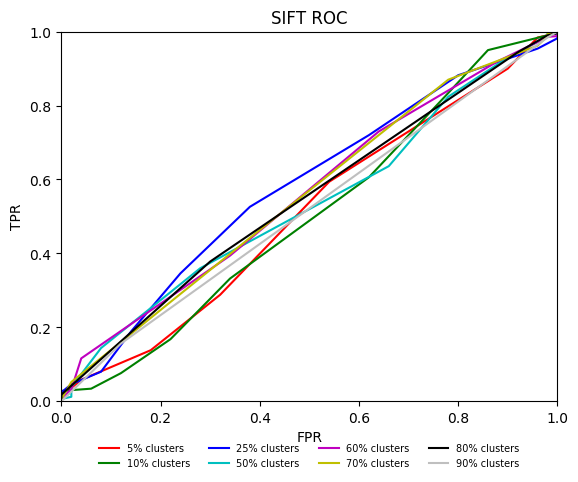 SIFT ROC
1.0
0.8
0.6
0.4
0.2
0.0
TPR
0.0 0.2 0.4 0.6 0.8 1.0
FPR
5% clusters 25% clusters 60% clusters 80% clusters
10% clusters 50% clusters 70% clusters 90% clusters